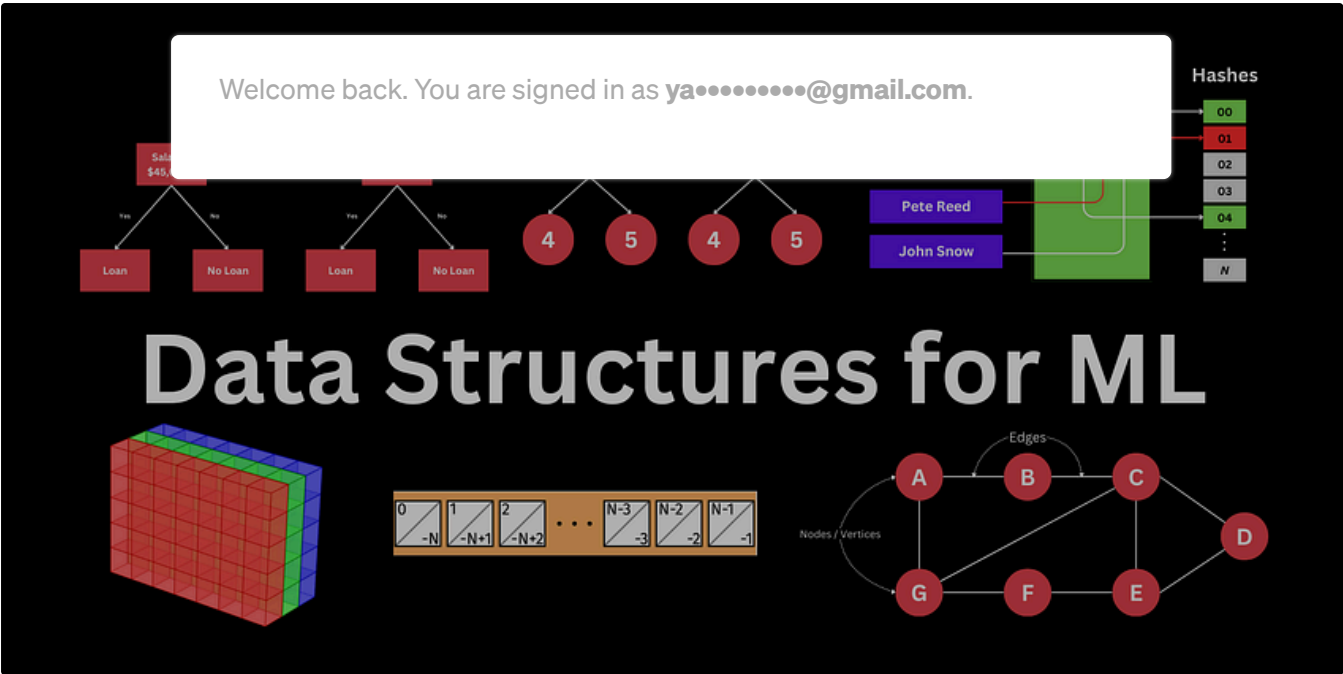 Welcome back. You are signed in as ya•••••••••@gmail.com.
Hashes
00
01
02
03
04
N
$45,
Yes
No
Yes
No
Loan
No Loan
Loan
No Loan
4
5
4
5
Pete Reed
John Snow
Data Structures for ML
0
-N
1
-N+1
2
-N+2
...
N-3
-3
N-2
-2
N-1
-1
Edges
Nodes / Vertices
A
B
C
D
G
F
E